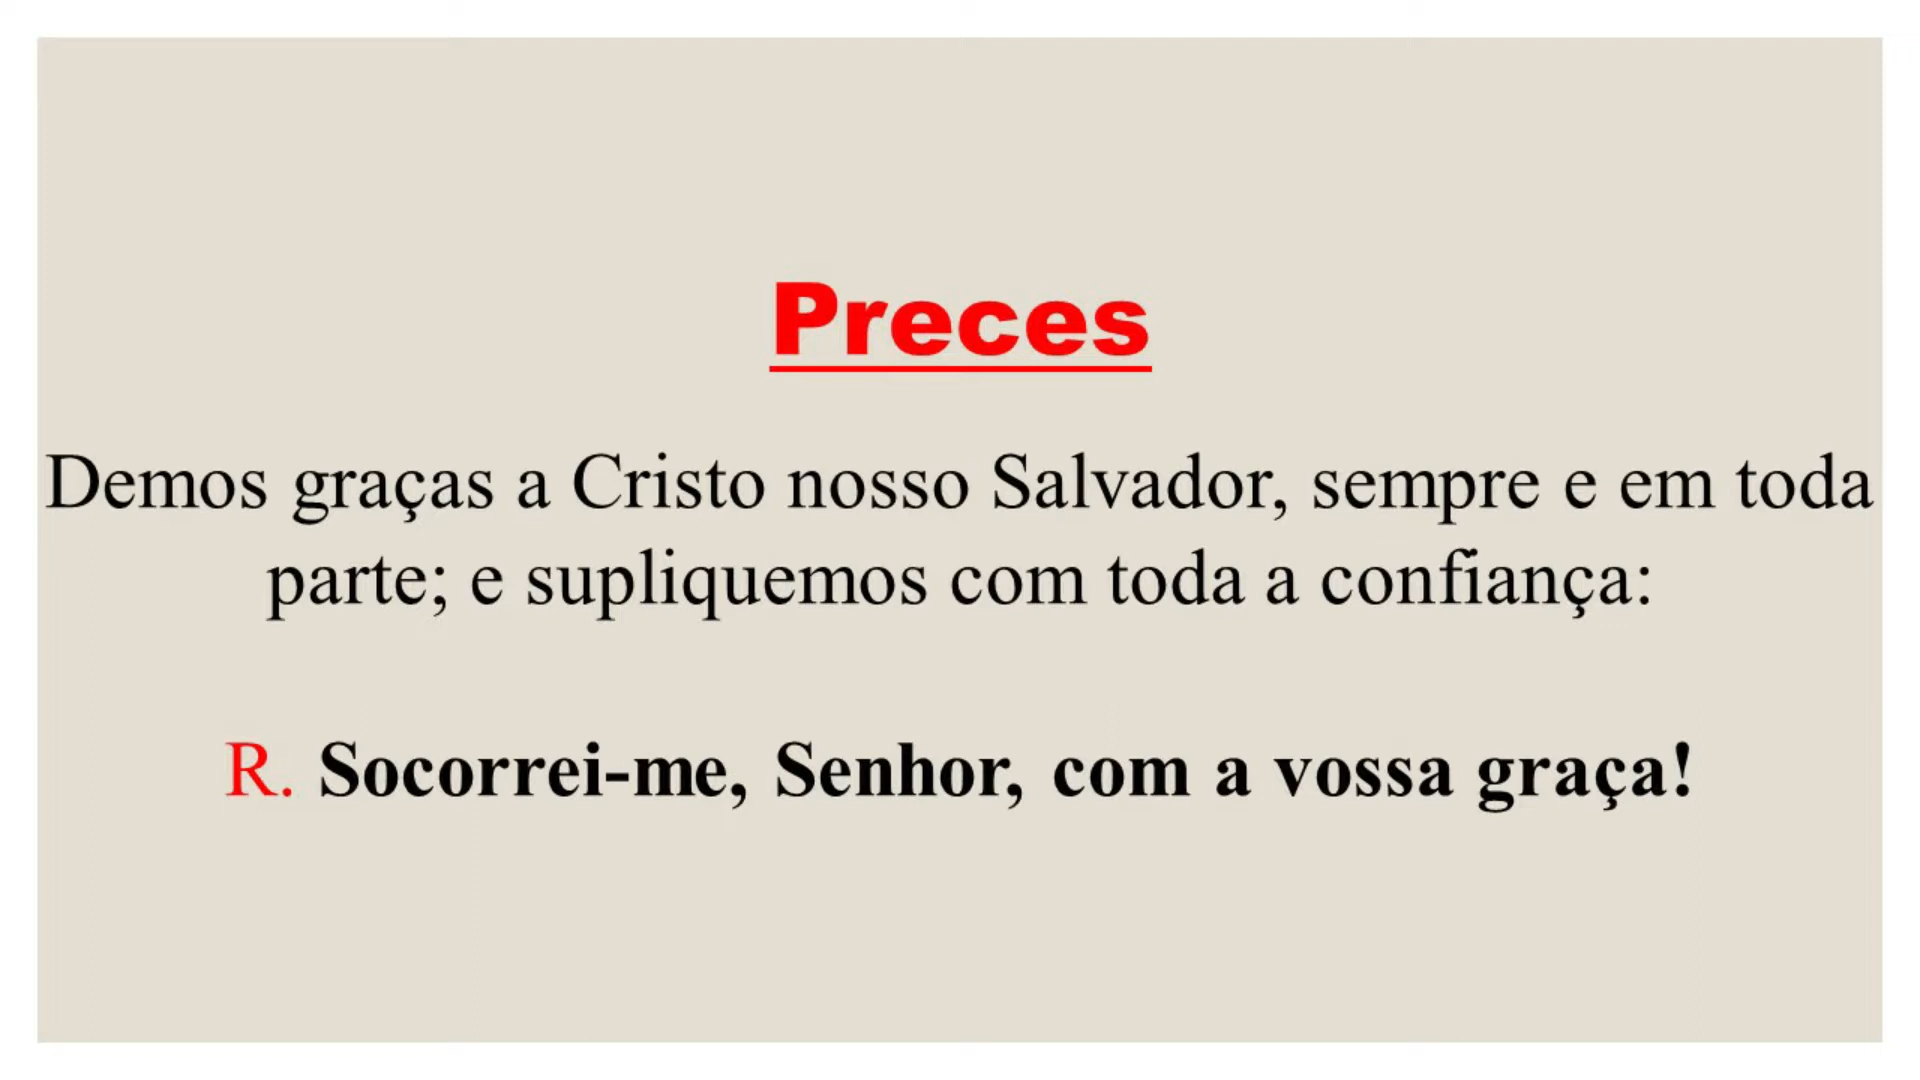 Preces
Demos graças a Cristo nosso Salvador, sempre e em toda
parte; e supliquemos com toda a confiança:
R. Socorrei-me, Senhor, com a vossa graça!